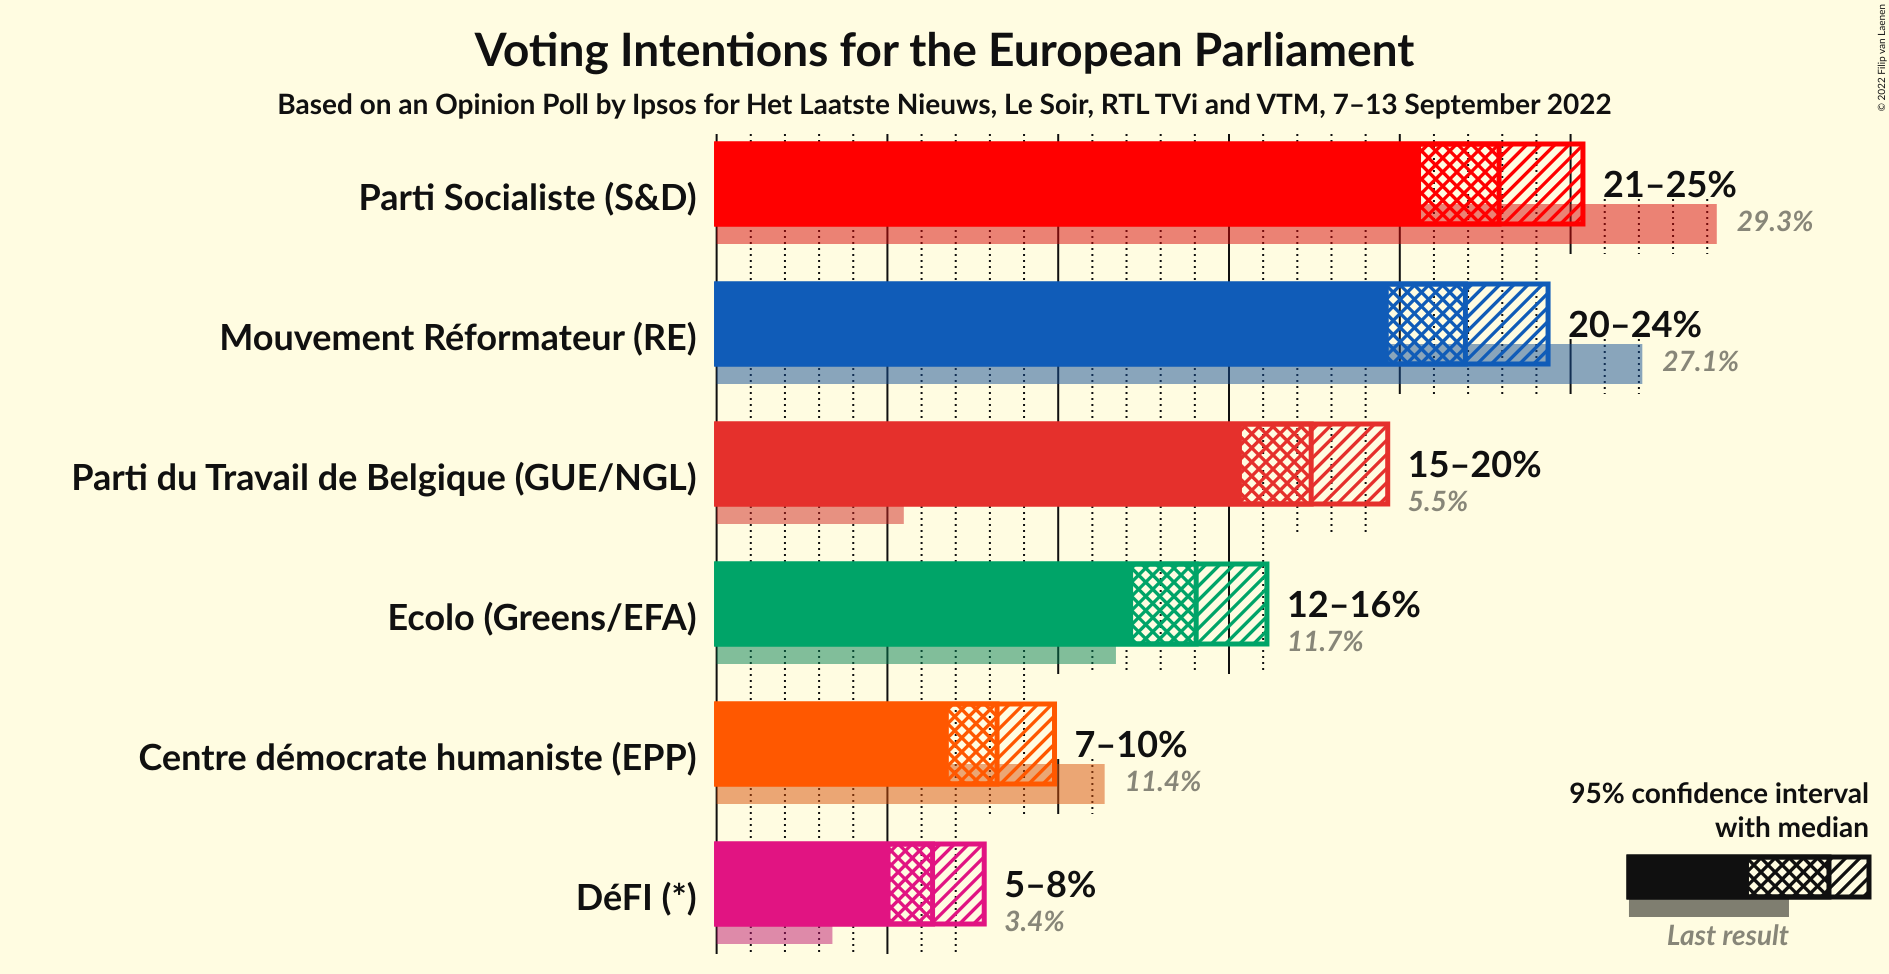 Voting Intentions for the European Parliament
Based on an Opinion Poll by Ipsos for Het Laatste Nieuws, Le Soir, RTL TVi and VTM, 7–13 September 2022
© 2022 Filip van Laenen
Parti Socialiste (S&D)
21–25%
29.3%
Mouvement Réformateur (RE)
20–24%
27.1%
Parti du Travail de Belgique (GUE/NGL)
15–20%
5.5%
Ecolo (Greens/EFA)
12–16%
11.7%
Centre démocrate humaniste (EPP)
7–10%
11.4%
DéFI (*)
5–8%
3.4%
95% confidence interval
with median
Last result